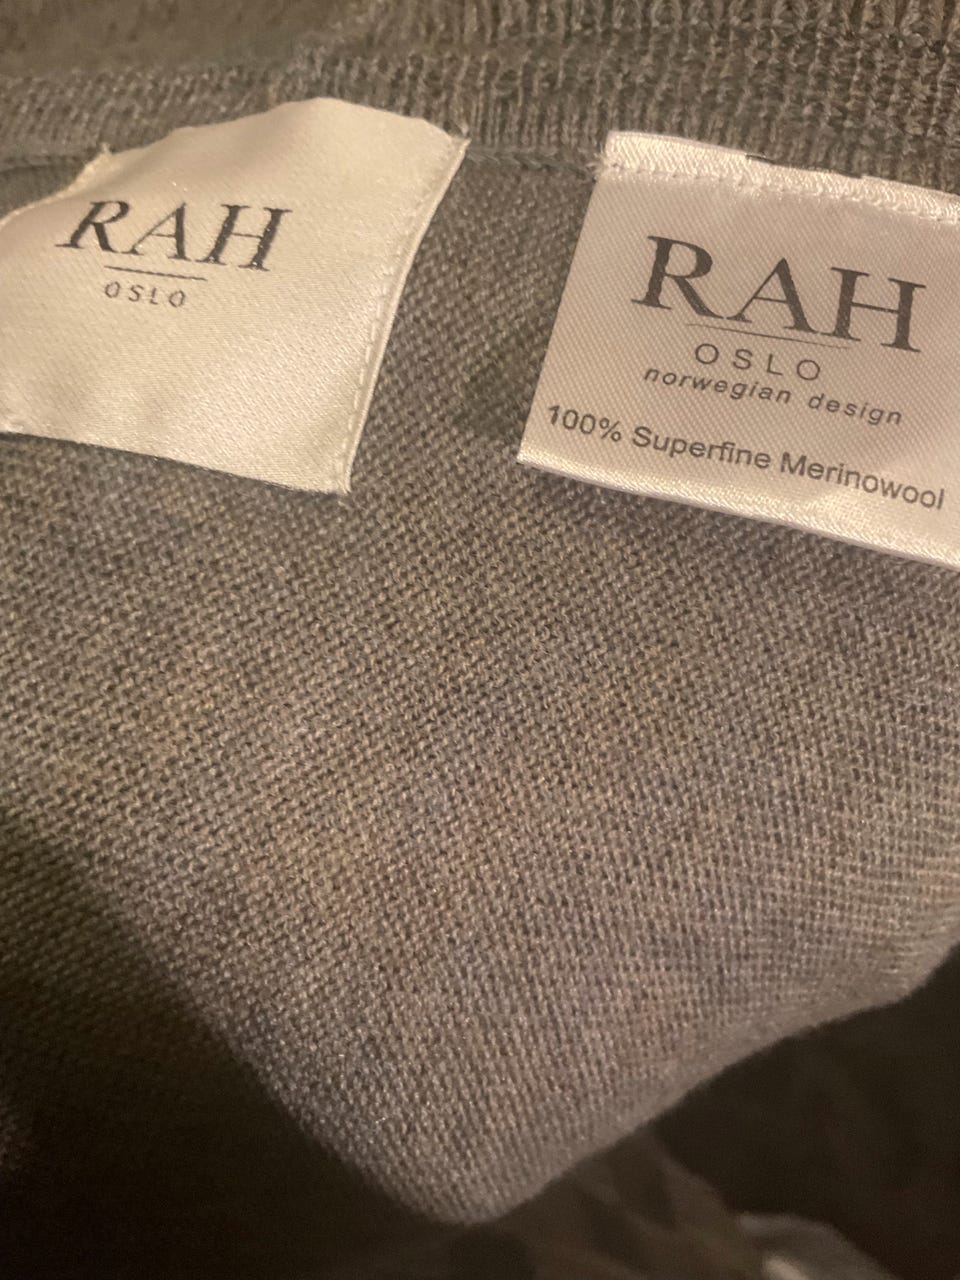 RAH
OSLO
RAH
OSLO
norwegian design
100% Superfine Merinowool